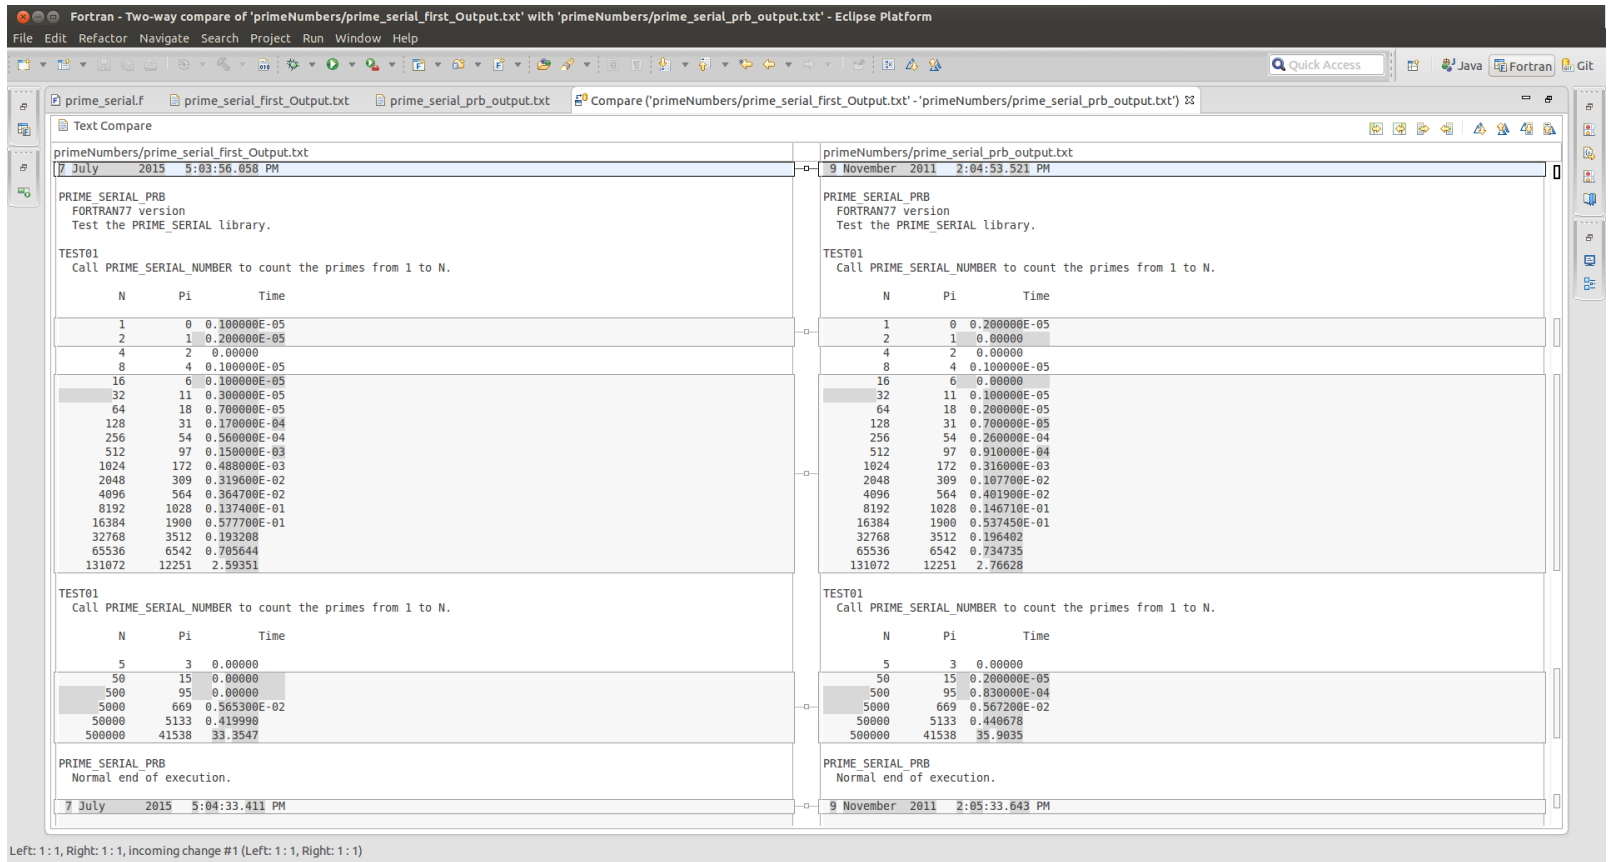 Fortran - Two-way compare of 'primeNumbers/prime_serial_first_Output.txt' with 'primeNumbers/prime_serial_prb_output.txt' - Eclipse Platform
File Edit Refactor Navigate Search Project Run Window Help
Quick Access Java Fortran Git
prime_serial.f prime_serial_first_Output.txt prime_serial_prb_output.txt Compare ('primeNumbers/prime_serial_first_Output.txt' - 'primeNumbers/prime_serial_prb_output.txt')
Text Compare
primeNumbers/prime_serial_first_Output.txt
7 July 2015 5:03:56.058 PM
PRIME_SERIAL_PRB
FORTRAN77 version
Test the PRIME_SERIAL library.
TEST01
Call PRIME_SERIAL_NUMBER to count the primes from 1 to N.
N Pi Time
1 0 0.100000E-05
2 1 0.200000E-05
4 2 0.00000
8 4 0.100000E-05
16 6 0.100000E-05
32 11 0.300000E-05
64 18 0.700000E-05
128 31 0.170000E-04
256 54 0.560000E-04
512 97 0.150000E-03
1024 172 0.488000E-03
2048 309 0.319600E-02
4096 564 0.364700E-02
8192 1028 0.137400E-01
16384 1900 0.577700E-01
32768 3512 0.193208
65536 6542 0.705644
131072 12251 2.59351
TEST01
Call PRIME_SERIAL_NUMBER to count the primes from 1 to N.
N Pi Time
5 3 0.00000
50 15 0.00000
500 95 0.00000
5000 669 0.565300E-02
50000 5133 0.419990
500000 41538 33.3547
PRIME_SERIAL_PRB
Normal end of execution.
7 July 2015 5:04:33.411 PM
primeNumbers/prime_serial_prb_output.txt
9 November 2011 2:04:53.521 PM
PRIME_SERIAL_PRB
FORTRAN77 version
Test the PRIME_SERIAL library.
TEST01
Call PRIME_SERIAL_NUMBER to count the primes from 1 to N.
N Pi Time
1 0 0.200000E-05
2 1 0.00000
4 2 0.00000
8 4 0.100000E-05
16 6 0.00000
32 11 0.100000E-05
64 18 0.200000E-05
128 31 0.700000E-05
256 54 0.260000E-04
512 97 0.910000E-04
1024 172 0.316000E-03
2048 309 0.107700E-02
4096 564 0.401900E-02
8192 1028 0.146710E-01
16384 1900 0.537450E-01
32768 3512 0.196402
65536 6542 0.734735
131072 12251 2.76628
TEST01
Call PRIME_SERIAL_NUMBER to count the primes from 1 to N.
N Pi Time
5 3 0.00000
50 15 0.200000E-05
500 95 0.830000E-04
5000 669 0.567200E-02
50000 5133 0.440678
500000 41538 35.9035
PRIME_SERIAL_PRB
Normal end of execution.
9 November 2011 2:05:33.643 PM
Left: 1 : 1, Right: 1 : 1, incoming change #1 (Left: 1 : 1, Right: 1 : 1)